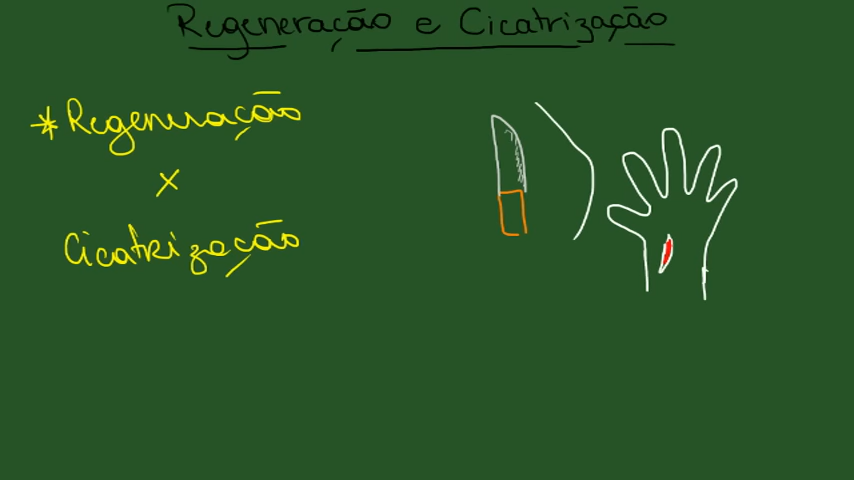 Regeneração e Cicatrização
* Regeneração
x
Cicatrização